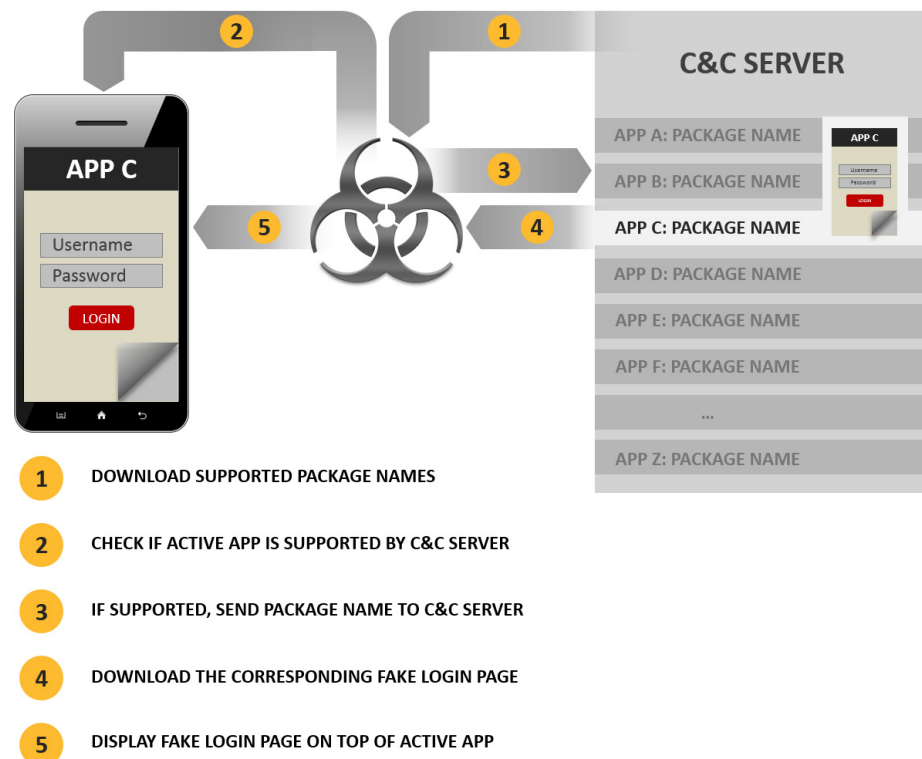 2
1
C&C SERVER
APP A: PACKAGE NAME
APP C
Username
Password
LOGIN
APP B: PACKAGE NAME
3
APP C
Username
Password
LOGIN
5
4
APP C: PACKAGE NAME
APP D: PACKAGE NAME
APP E: PACKAGE NAME
APP F: PACKAGE NAME
...
APP Z: PACKAGE NAME
1 DOWNLOAD SUPPORTED PACKAGE NAMES
2 CHECK IF ACTIVE APP IS SUPPORTED BY C&C SERVER
3 IF SUPPORTED, SEND PACKAGE NAME TO C&C SERVER
4 DOWNLOAD THE CORRESPONDING FAKE LOGIN PAGE
5 DISPLAY FAKE LOGIN PAGE ON TOP OF ACTIVE APP